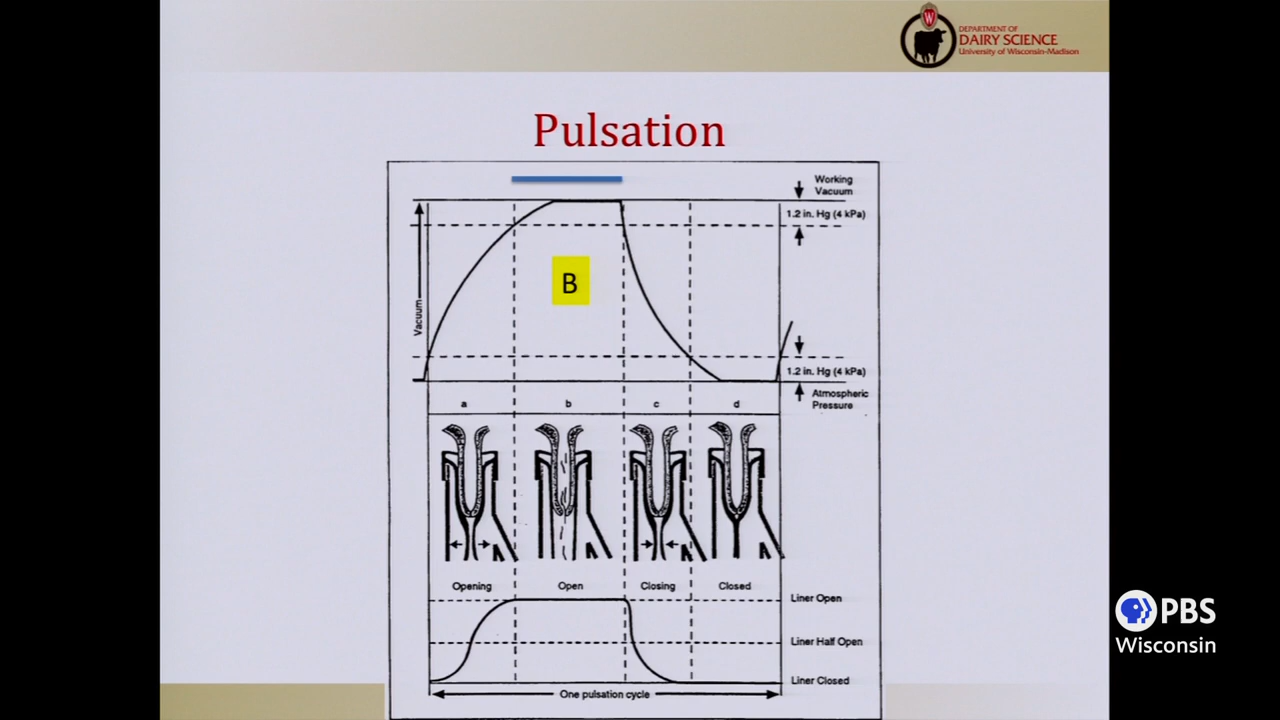 W
DEPARTMENT OF
DAIRY SCIENCE
University of Wisconsin-Madison
Pulsation
Working
Vacuum
1.2 in. Hg (4 kPa)
B
Vacuum
1.2 in. Hg (4 kPa)
Atmospheric
Pressure
a b c d
Opening Open Closing Closed
Liner Open
Liner Half Open
Liner Closed
One pulsation cycle
PBS
Wisconsin